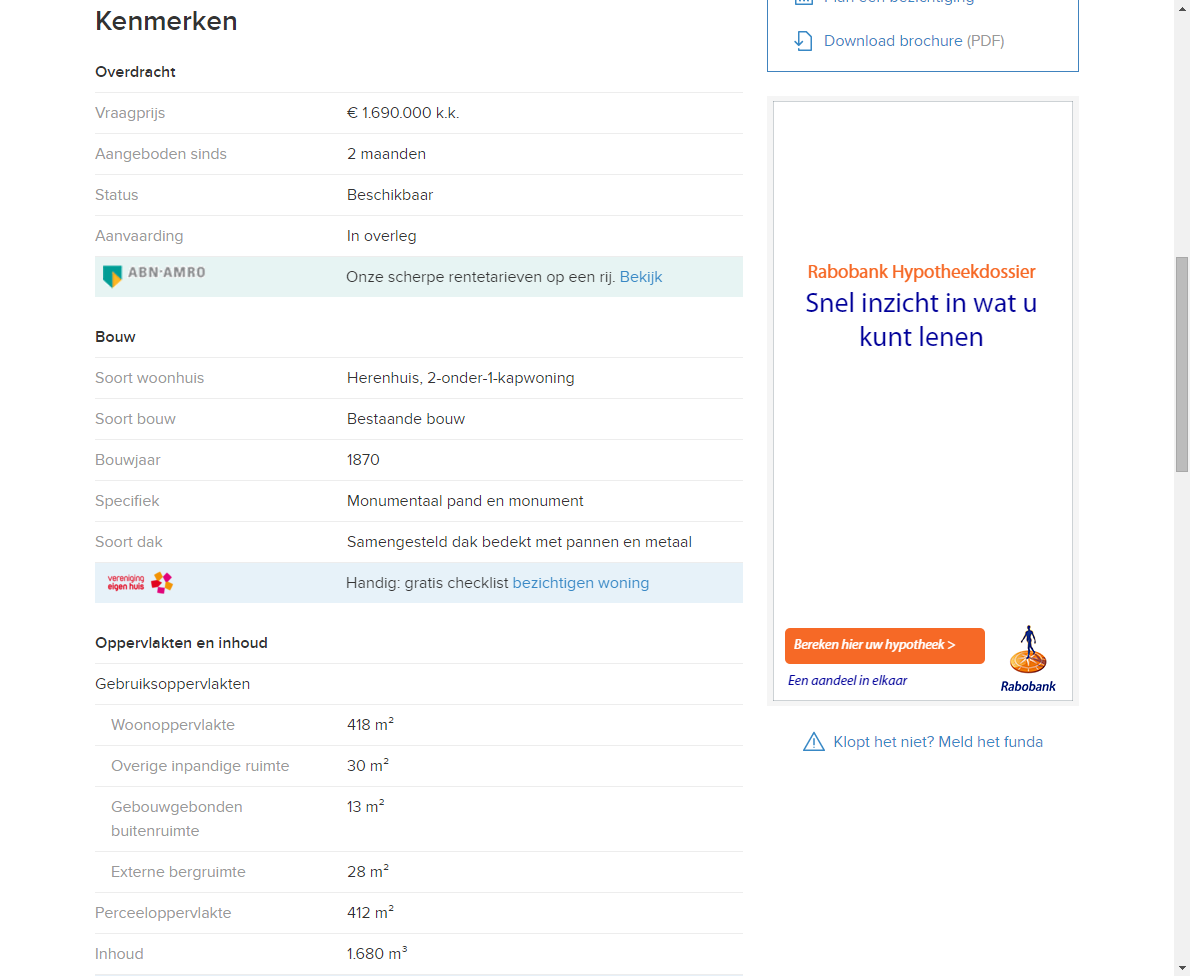 Kenmerken
Overdracht
Vraagprijs € 1.690.000 k.k.
Aangeboden sinds 2 maanden
Status Beschikbaar
Aanvaarding In overleg
ABN·AMRO Onze scherpe rentetarieven op een rij. Bekijk
Bouw
Soort woonhuis Herenhuis, 2-onder-1-kapwoning
Soort bouw Bestaande bouw
Bouwjaar 1870
Specifiek Monumentaal pand en monument
Soort dak Samengesteld dak bedekt met pannen en metaal
vereniging
eigen huis Handig: gratis checklist bezichtigen woning
Oppervlakten en inhoud
Gebruiksoppervlakten
Woonoppervlakte 418 m²
Overige inpandige ruimte 30 m²
Gebouwgebonden 13 m²
buitenruimte
Externe bergruimte 28 m²
Perceeloppervlakte 412 m²
Inhoud 1.680 m³
Plan een bezichtiging
Download brochure (PDF)
Rabobank Hypotheekdossier
Snel inzicht in wat u
kunt lenen
Bereken hier uw hypotheek >
Een aandeel in elkaar
Rabobank
Klopt het niet? Meld het funda